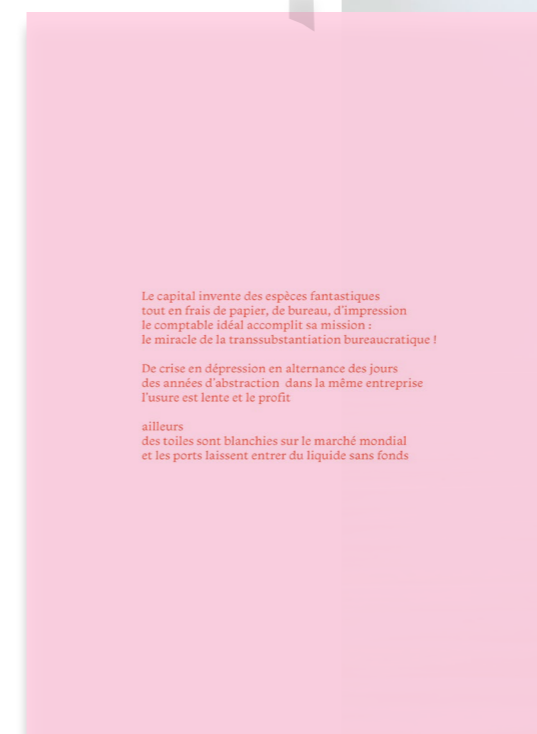 Le capital invente des espèces fantastiques
tout en frais de papier, de bureau, d'impression
le comptable idéal accomplit sa mission :
le miracle de la transsubstantiation bureaucratique !
De crise en dépression en alternance des jours
des années d'abstraction  dans la même entreprise
l'usure est lente et le profit
ailleurs
des toiles sont blanchies sur le marché mondial
et les ports laissent entrer du liquide sans fonds